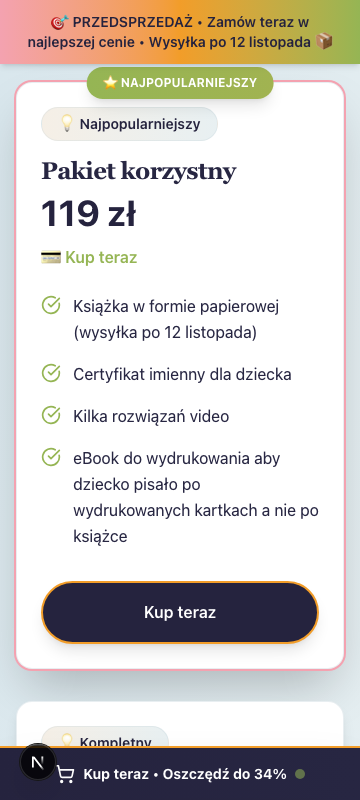 🎯 PRZEDSPRZEDAŻ • Zamów teraz w
najlepszej cenie • Wysyłka po 12 listopada 📦
⭐ NAJPOPULARNIEJSZY
💡 Najpopularniejszy
Pakiet korzystny
119 zł
💳 Kup teraz
Książka w formie papierowej
(wysyłka po 12 listopada)
Certyfikat imienny dla dziecka
Kilka rozwiązań video
eBook do wydrukowania aby
dziecko pisało po
wydrukowanych kartkach a nie po
książce
Kup teraz
💡 Kompletny
N
Kup teraz • Oszczędź do 34%